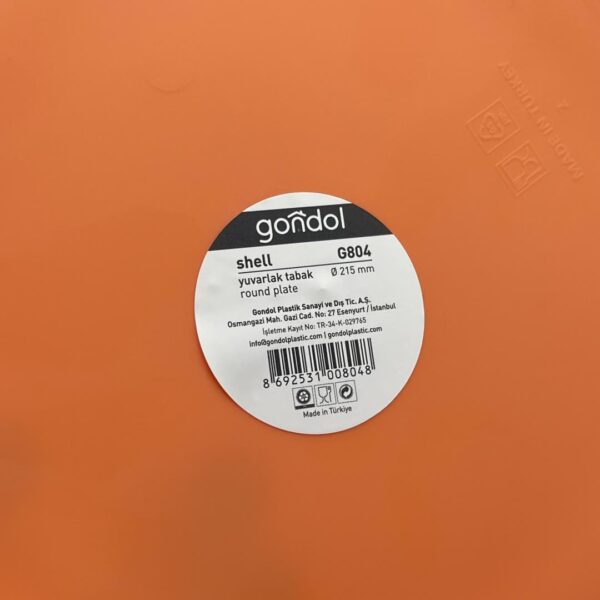 gondol
shell G804
yuvarlak tabak Ø 215 mm
round plate
Gondol Plastik Sanayi ve Dış Tic. A.Ş.
Osmangazi Mah. Gazi Cad. No: 27 Esenyurt / İstanbul
İşletme Kayıt No: TR-34-K-029765
info@gondolplastic.com | gondolplastic.com
8 692531 008048
Made in Türkiye
MADE IN TURKEY